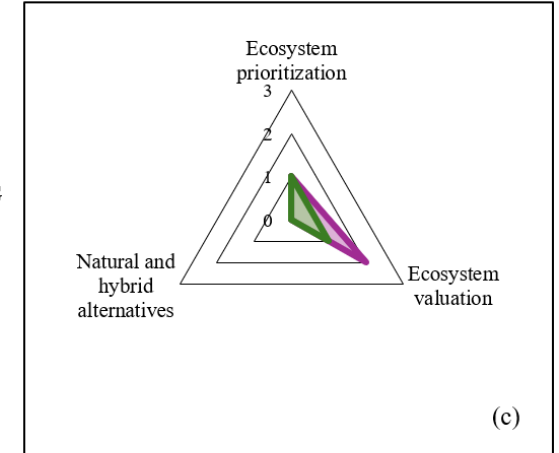 Ecosystem
prioritization
3
2
1
0
Natural and
hybrid
alternatives
Ecosystem
valuation
(c)